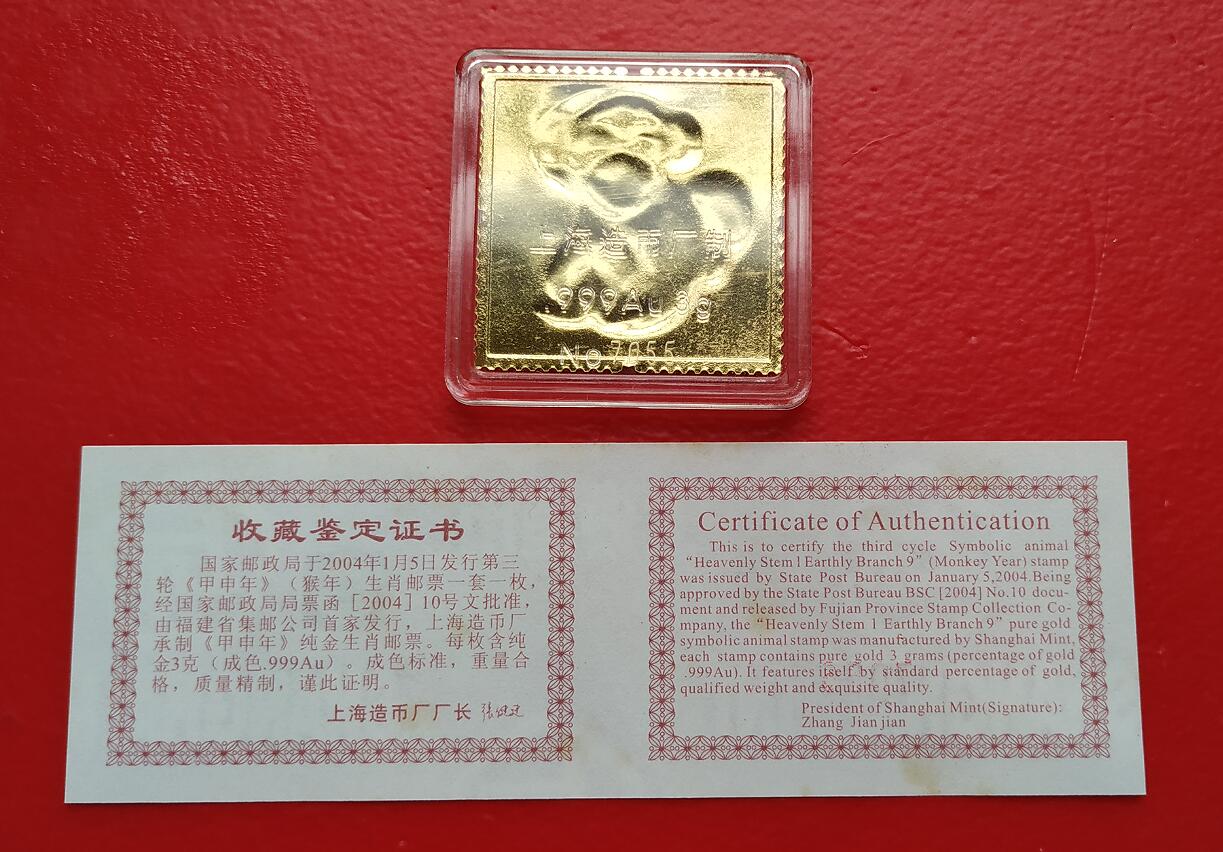 上海造币厂制
.999Au 3g
No 7055
收藏鉴定证书
国家邮政局于2004年1月5日发行第三
轮《甲申年》（猴年）生肖邮票一套一枚，
经国家邮政局局票函［2004］10号文批准，
由福建省集邮公司首家发行，上海造币厂
承制《甲申年》纯金生肖邮票。每枚含纯
金3克（成色.999Au）。成色标准，重量合
格，质量精制，谨此证明。
上海造币厂厂长
Certificate of Authentication
This is to certify the third cycle Symbolic animal
“Heavenly Stem 1 Earthly Branch 9” (Monkey Year) stamp
was issued by State Post Bureau on January 5,2004.Being
approved by the State Post Bureau BSC [2004] No.10 docu-
ment and released by Fujian Province Stamp Collection Co-
mpany, the “Heavenly Stem 1 Earthly Branch 9” pure gold
symbolic animal stamp was manufactured by Shanghai Mint,
each stamp contains pure gold 3 grams (percentage of gold
.999Au). It features itself by standard percentage of gold,
qualified weight and exquisite quality.
President of Shanghai Mint(Signature):
Zhang Jian jian